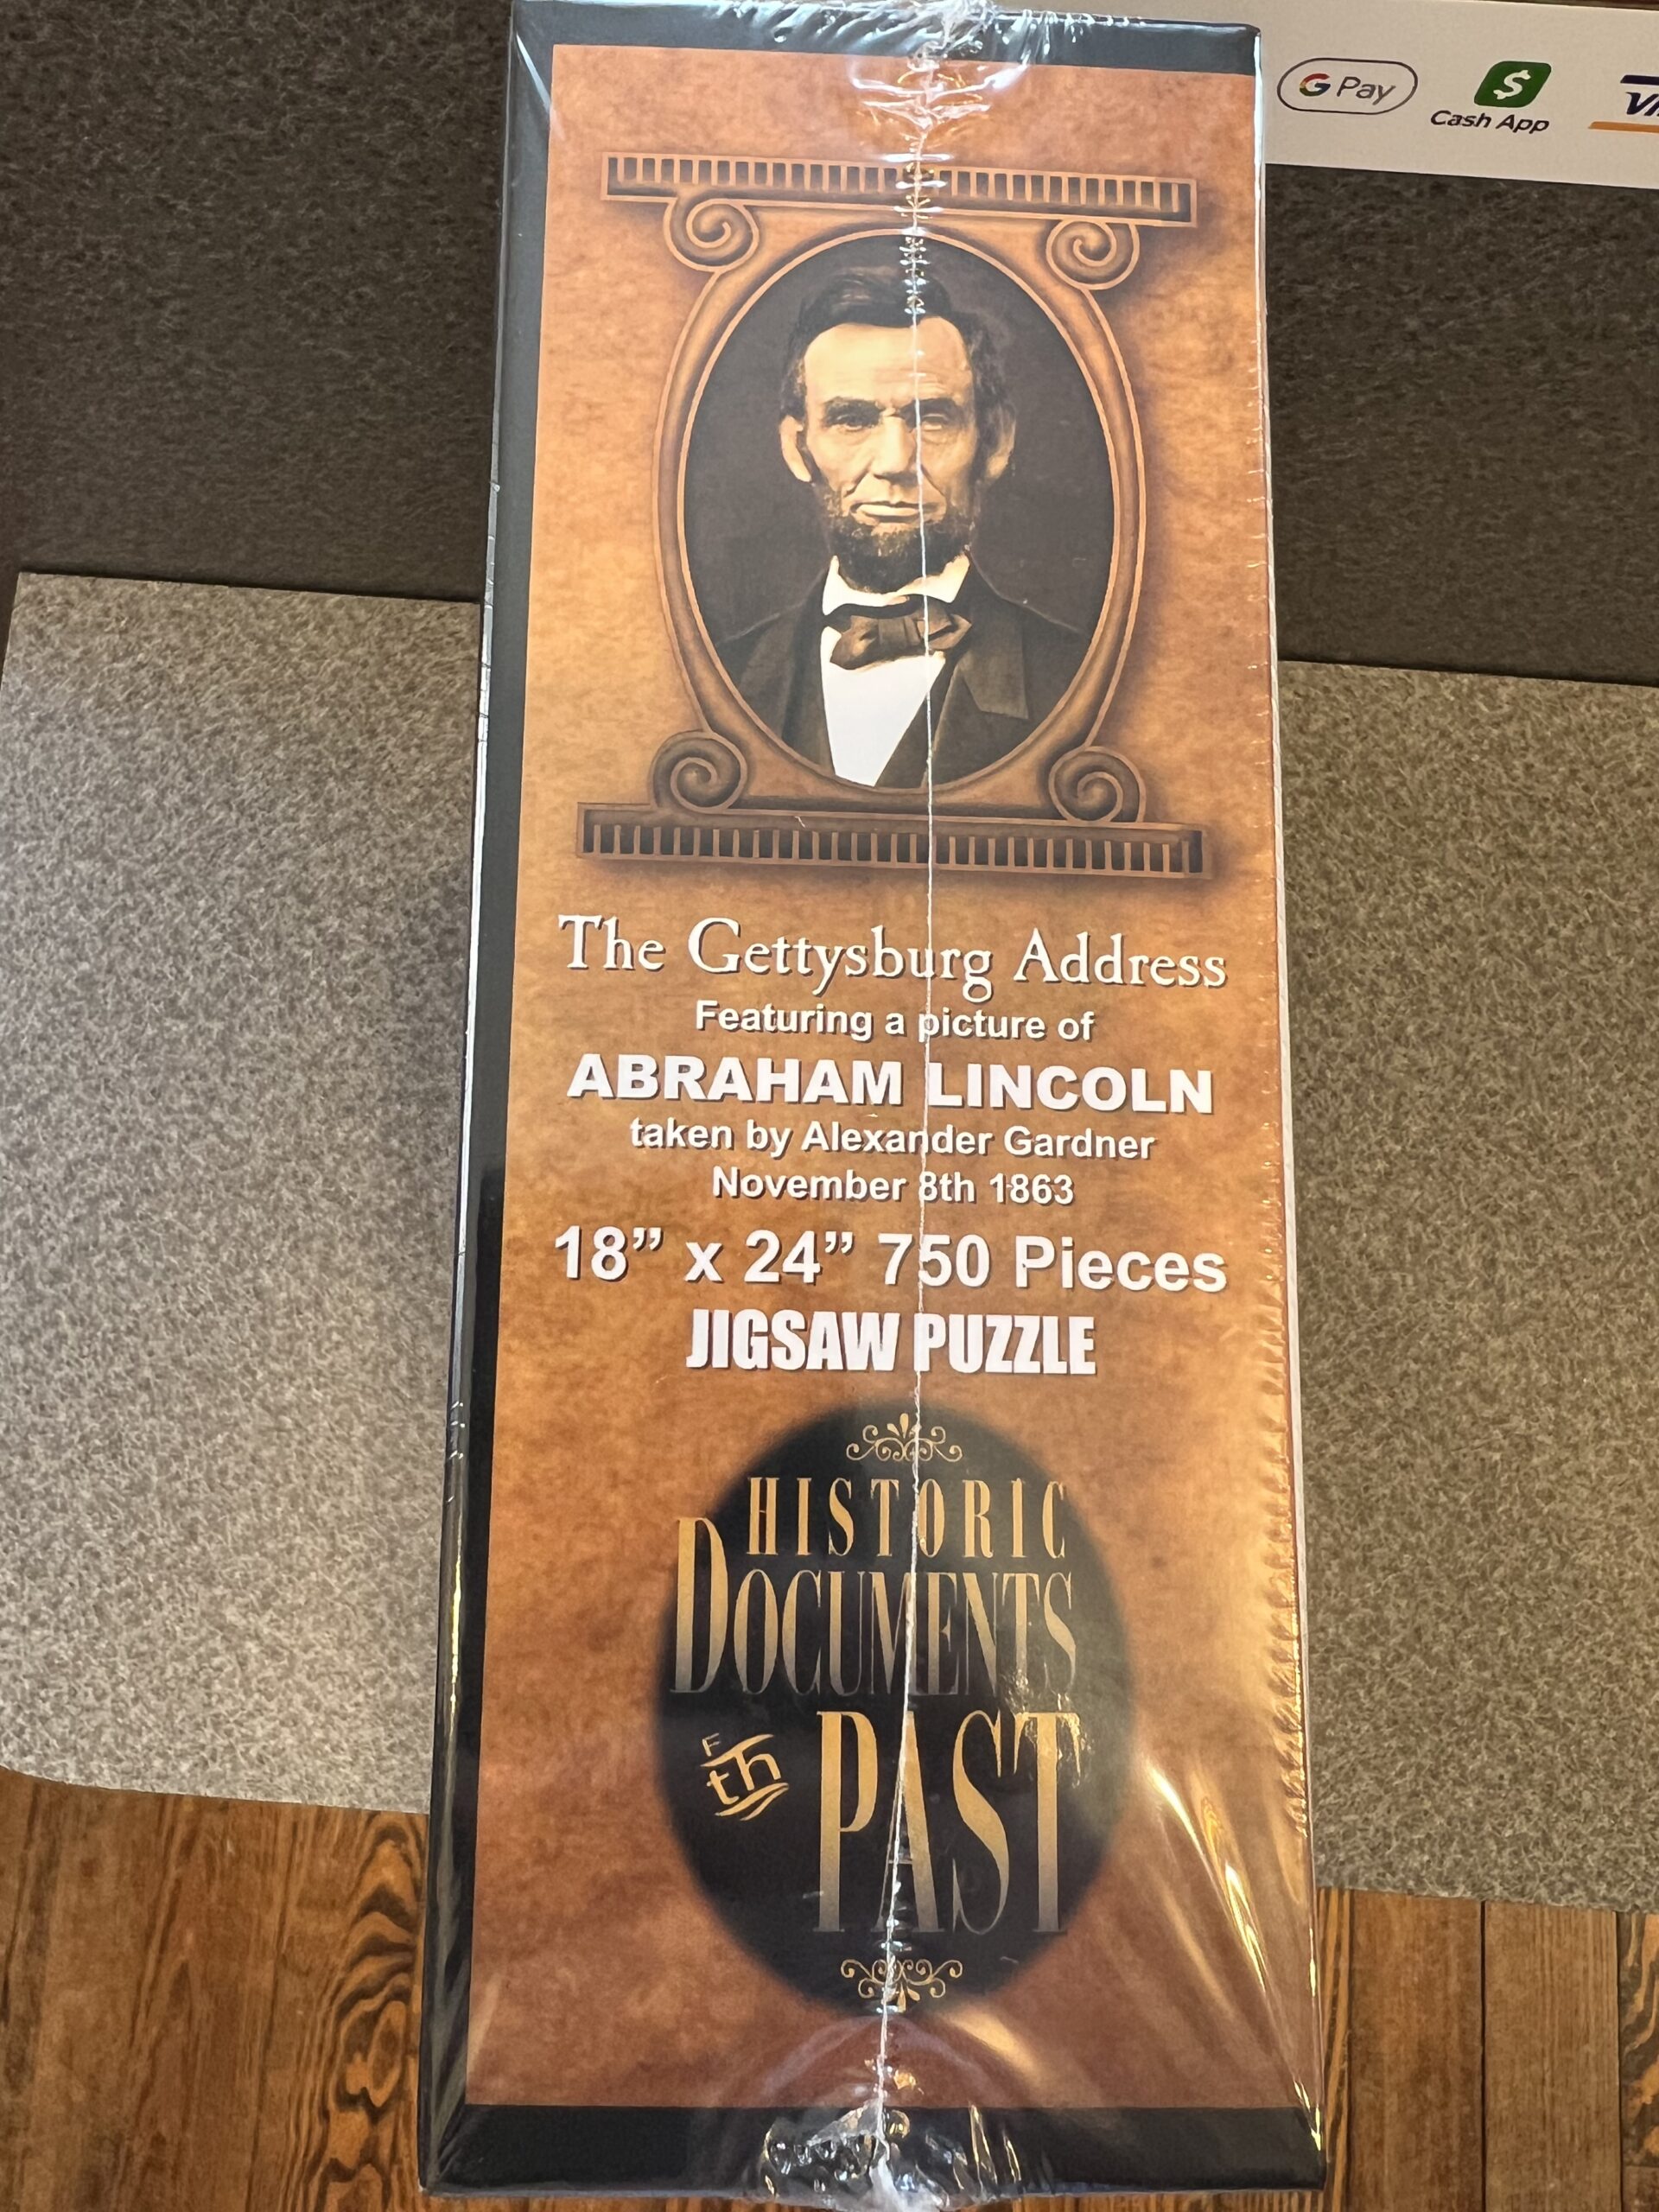 G Pay
Cash App
The Gettysburg Address
Featuring a picture of
ABRAHAM LINCOLN
taken by Alexander Gardner
November 8th 1863
18” x 24” 750 Pieces
JIGSAW PUZZLE
HISTORIC
DOCUMENTS
F th PAST